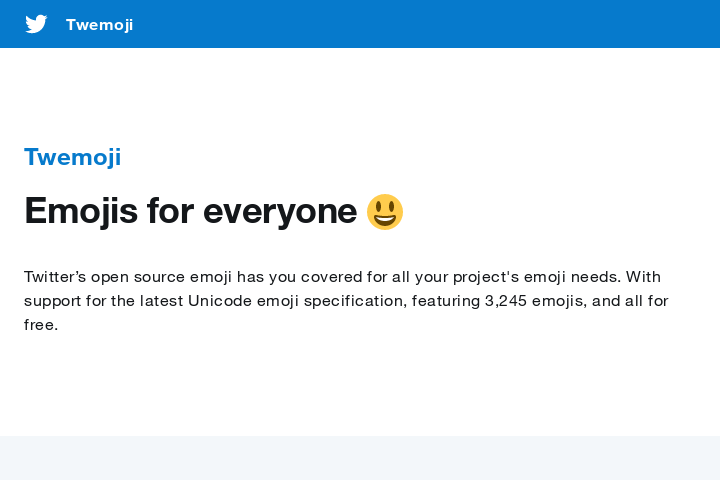 Twemoji
Twemoji
Emojis for everyone 😃
Twitter’s open source emoji has you covered for all your project's emoji needs. With
support for the latest Unicode emoji specification, featuring 3,245 emojis, and all for
free.